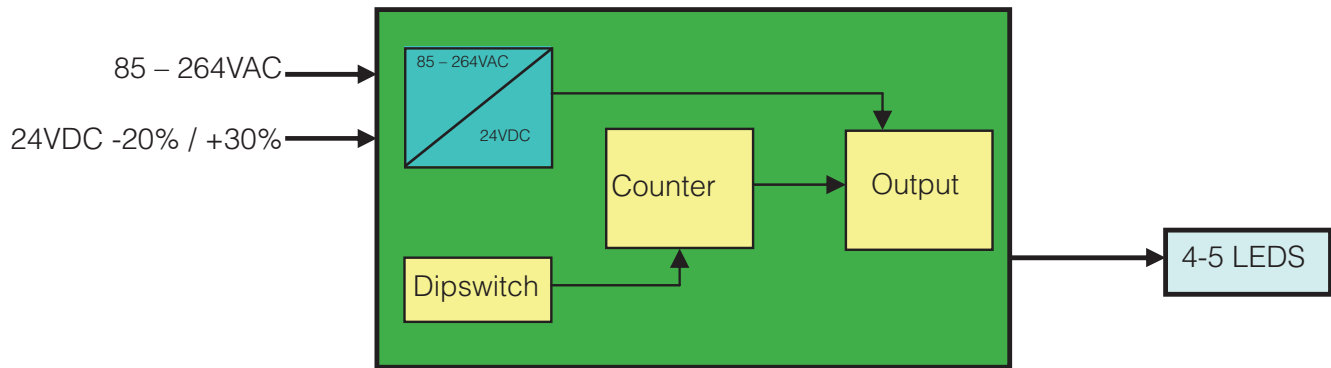 85 – 264VAC
24VDC -20% / +30%
85 – 264VAC
24VDC
Counter
Output
Dipswitch
4-5 LEDS